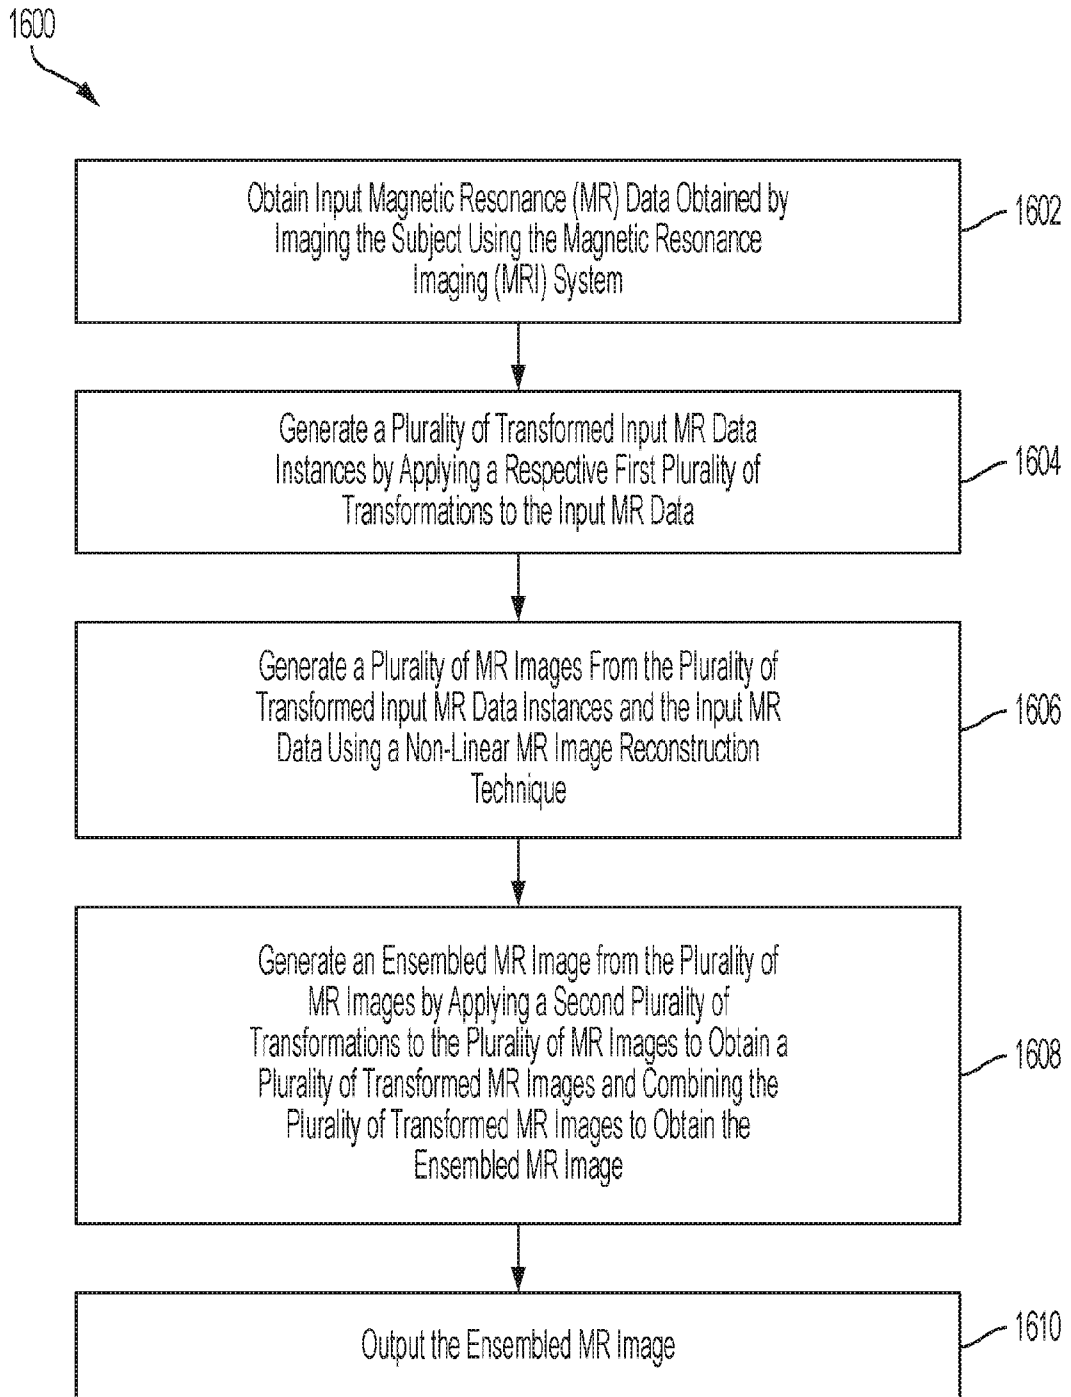 1600
Obtain Input Magnetic Resonance (MR) Data Obtained by
Imaging the Subject Using the Magnetic Resonance
Imaging (MRI) System
1602
Generate a Plurality of Transformed Input MR Data
Instances by Applying a Respective First Plurality of
Transformations to the Input MR Data
1604
Generate a Plurality of MR Images From the Plurality of
Transformed Input MR Data Instances and the Input MR
Data Using a Non-Linear MR Image Reconstruction
Technique
1606
Generate an Ensembled MR Image from the Plurality of
MR Images by Applying a Second Plurality of
Transformations to the Plurality of MR Images to Obtain a
Plurality of Transformed MR Images and Combining the
Plurality of Transformed MR Images to Obtain the
Ensembled MR Image
1608
Output the Ensembled MR Image
1610